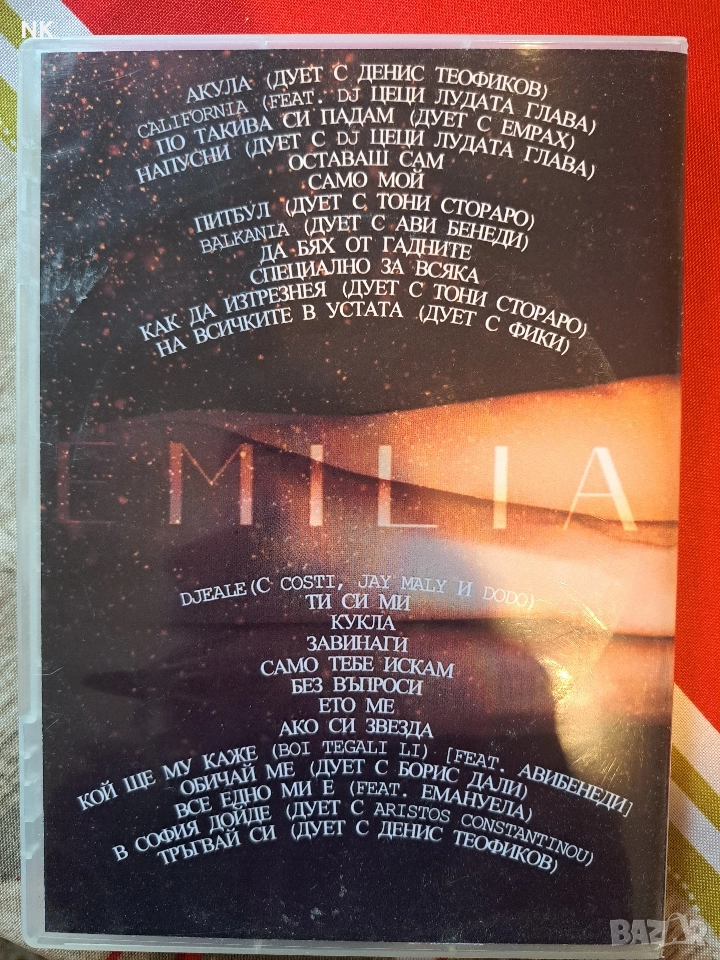 NK
АКУЛА (ДУЕТ С ДЕНИС ТЕОФИКОВ)
CALIFORNIA (FEAT. DJ ЦЕЦИ ЛУДАТА ГЛАВА)
ПО ТАКИВА СИ ПАДАМ (ДУЕТ С ЕМРАХ)
НАПУСНИ (ДУЕТ С DJ ЦЕЦИ ЛУДАТА ГЛАВА)
ОСТАВАШ САМ
САМО МОЙ
ПИТБУЛ (ДУЕТ С ТОНИ СТОРАРО)
BALKANIA (ДУЕТ С АВИ БЕНЕДИ)
ДА БЯХ ОТ ГАДНИТЕ
СПЕЦИАЛНО ЗА ВСЯКА
КАК ДА ИЗТРЕЗНЕЯ (ДУЕТ С ТОНИ СТОРАРО)
НА ВСИЧКИТЕ В УСТАТА (ДУЕТ С ФИКИ)
EMILIA
DJEALE(С COSTI, JAY MALY И DODO)
ТИ СИ МИ
КУКЛА
ЗАВИНАГИ
САМО ТЕБЕ ИСКАМ
БЕЗ ВЪПРОСИ
ЕТО МЕ
АКО СИ ЗВЕЗДА
КОЙ ЩЕ МУ КАЖЕ (BOI TEGALI LI) [FEAT. АВИБЕНЕДИ]
ОБИЧАЙ МЕ (ДУЕТ С БОРИС ДАЛИ)
ВСЕ ЕДНО МИ Е (FEAT. ЕМАНУЕЛА)
В СОФИЯ ДОЙДЕ (ДУЕТ С ARISTOS CONSTANTINOU)
ТРЪГВАЙ СИ (ДУЕТ С ДЕНИС ТЕОФИКОВ)
BAZAR